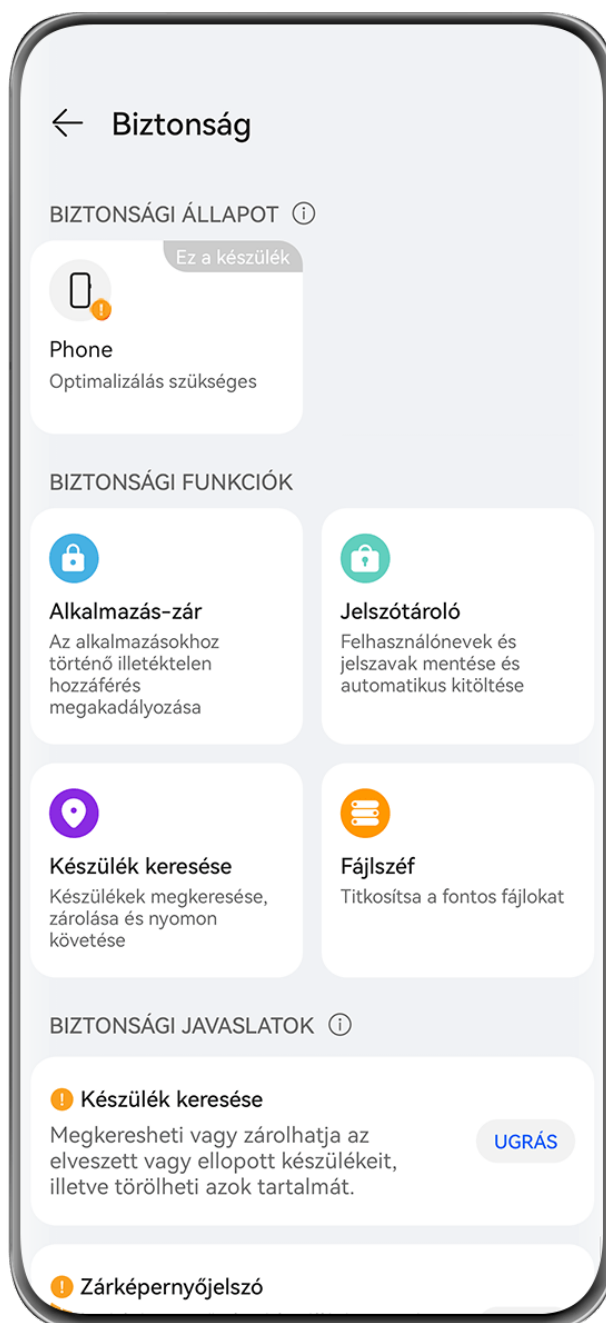 Biztonság
BIZTONSÁGI ÁLLAPOT
Ez a készülék
Phone
Optimalizálás szükséges
BIZTONSÁGI FUNKCIÓK
Alkalmazás-zár
Az alkalmazásokhoz
történő illetéktelen
hozzáférés
megakadályozása
Jelszótároló
Felhasználónevek és
jelszavak mentése és
automatikus kitöltése
Készülék keresése
Készülékek megkeresése,
zárolása és nyomon
követése
Fájlszéf
Titkosítsa a fontos fájlokat
BIZTONSÁGI JAVASLATOK
Készülék keresése
Megkeresheti vagy zárolhatja az
elveszett vagy ellopott készülékeit,
illetve törölheti azok tartalmát.
UGRÁS
Zárképernyőjelszó